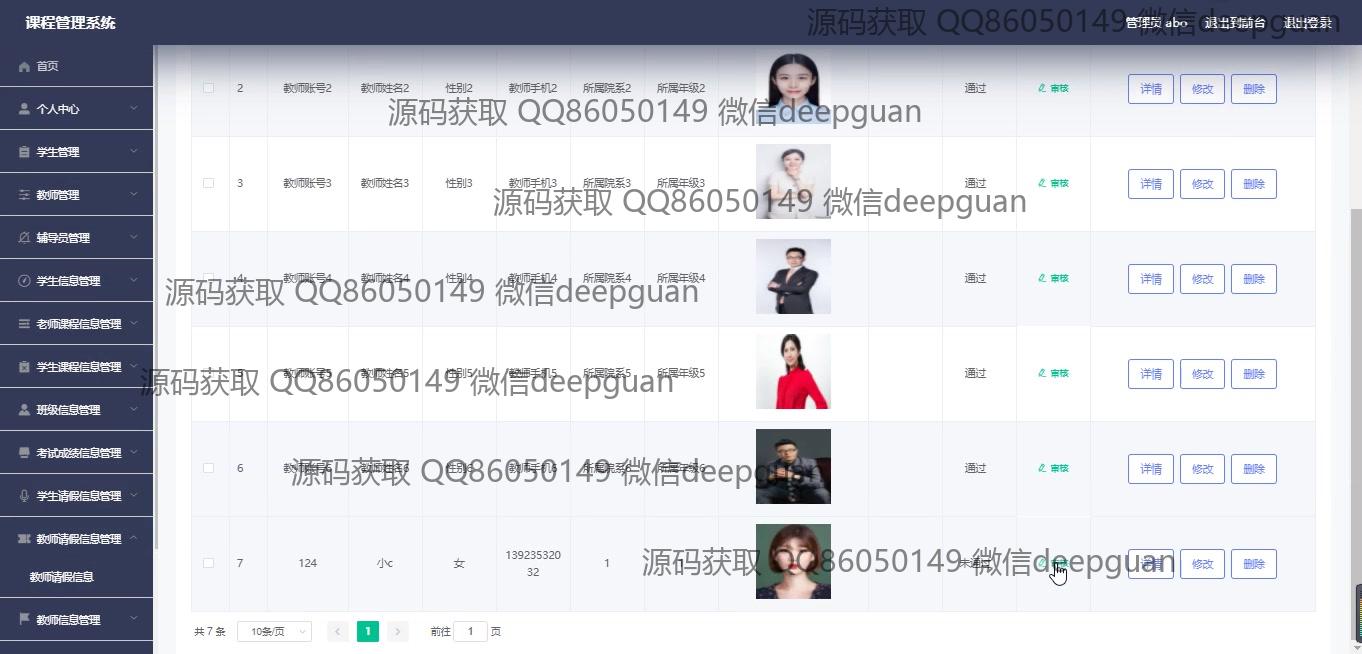 课程管理系统
源码获取 QQ86050149 微信deepguan
管理员 abo 退出到前台 退出登录
首页
个人中心
学生管理
教师管理
辅导员管理
学生信息管理
老师课程信息管理
学生课程信息管理
班级信息管理
考试成绩信息管理
学生请假信息管理
教师请假信息管理
教师请假信息
教师信息管理
2 教师账号2 教师姓名2 性别2 教师手机2 所属院系2 所属年级2 通过 审核 详情 修改 删除
源码获取 QQ86050149 微信deepguan
3 教师账号3 教师姓名3 性别3 教师手机3 所属院系3 所属年级3 通过 审核 详情 修改 删除
源码获取 QQ86050149 微信deepguan
4 教师账号4 教师姓名4 性别4 教师手机4 所属院系4 所属年级4 通过 审核 详情 修改 删除
源码获取 QQ86050149 微信deepguan
5 教师账号5 教师姓名5 性别5 教师手机5 所属院系5 所属年级5 通过 审核 详情 修改 删除
源码获取 QQ86050149 微信deepguan
6 教师账号6 教师姓名6 性别6 教师手机6 所属院系6 所属年级6 通过 审核 详情 修改 删除
源码获取 QQ86050149 微信deepguan
7 124 小c 女 139235320 1 1 未通过 审核 详情 修改 删除
32
源码获取 QQ86050149 微信deepguan
共 7 条 10条/页 1 前往 1 页